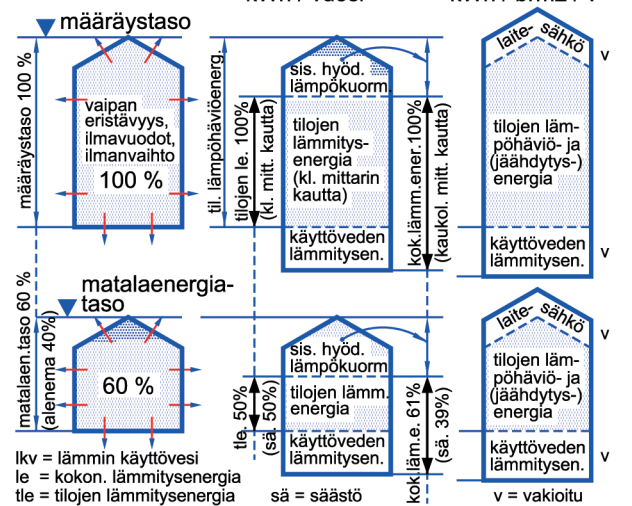 määräystaso
määräystaso 100 %
vaipan
eristävyys,
ilmavuodot,
ilmanvaihto
100 %
til. lämpöhäviöenerg.
tilojen le. 100%
(kl. mitt. kautta)
sis. hyöd.
lämpökuorm.
tilojen
lämmitys-
energia
(kl. mittarin
kautta)
käyttöveden
lämmitysen.
kok.lämm.ener 100%
(kaukol. mitt. kautta)
laite- sähkö
v
tilojen läm-
pöhäviö- ja
(jäähdytys-)
energia
käyttöveden
lämmitysen.
v
matalaenergia-
taso
matalaen.taso 60 %
(alenema 40%)
60 %
sis. hyöd.
lämpökuorm.
tle. 50%
(sä. 50%)
tilojen lämm.
energia
käyttöveden
lämmitysen.
kok.läm.e. 61%
(sä. 39%)
laite- sähkö
v
tilojen läm-
pöhäviö- ja
(jäähdytys-)
energia
käyttöveden
lämmitysen.
v
lkv = lämmin käyttövesi
le = kokon. lämmitysenergia
tle = tilojen lämmitysenergia
sä = säästö
v = vakioitu